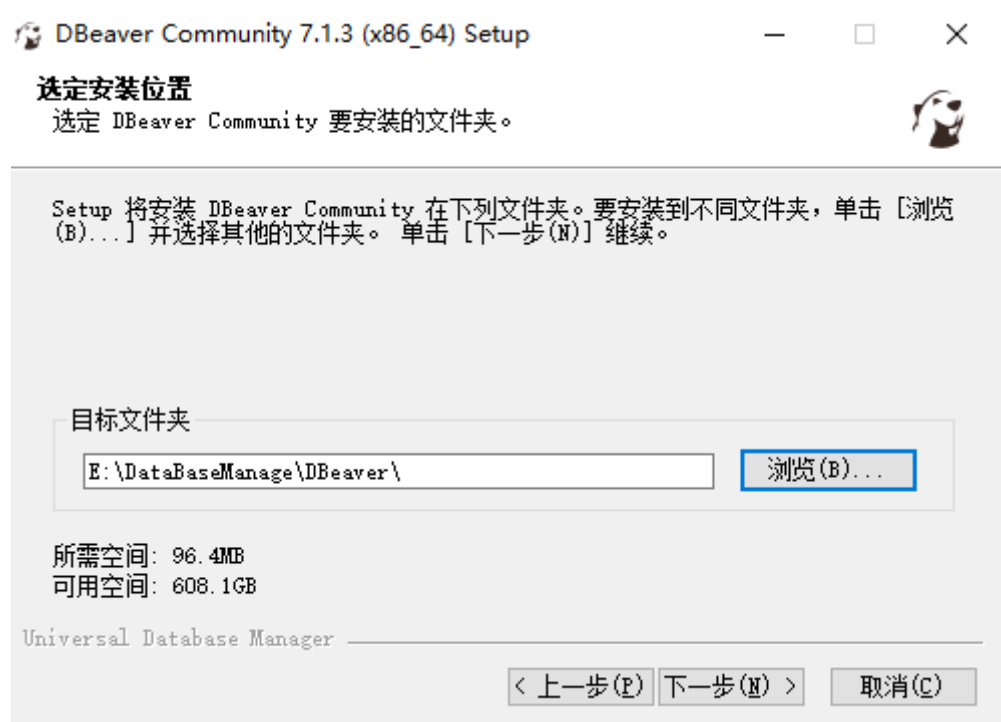 DBeaver Community 7.1.3 (x86_64) Setup
选定安装位置
选定 DBeaver Community 要安装的文件夹。
Setup 将安装 DBeaver Community 在下列文件夹。要安装到不同文件夹，单击 [浏览
(B)...] 并选择其他的文件夹。 单击 [下一步(N)] 继续。
目标文件夹
E:\DataBaseManage\DBeaver\
浏览(B)...
所需空间: 96.4MB
可用空间: 608.1GB
Universal Database Manager
< 上一步(P) 下一步(N) > 取消(C)